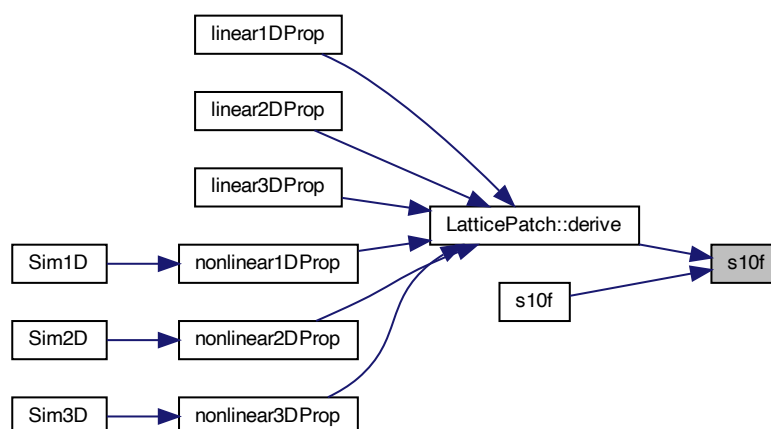 linear1DProp
linear2DProp
linear3DProp
LatticePatch::derive
Sim1D
nonlinear1DProp
s10f
s10f
Sim2D
nonlinear2DProp
Sim3D
nonlinear3DProp